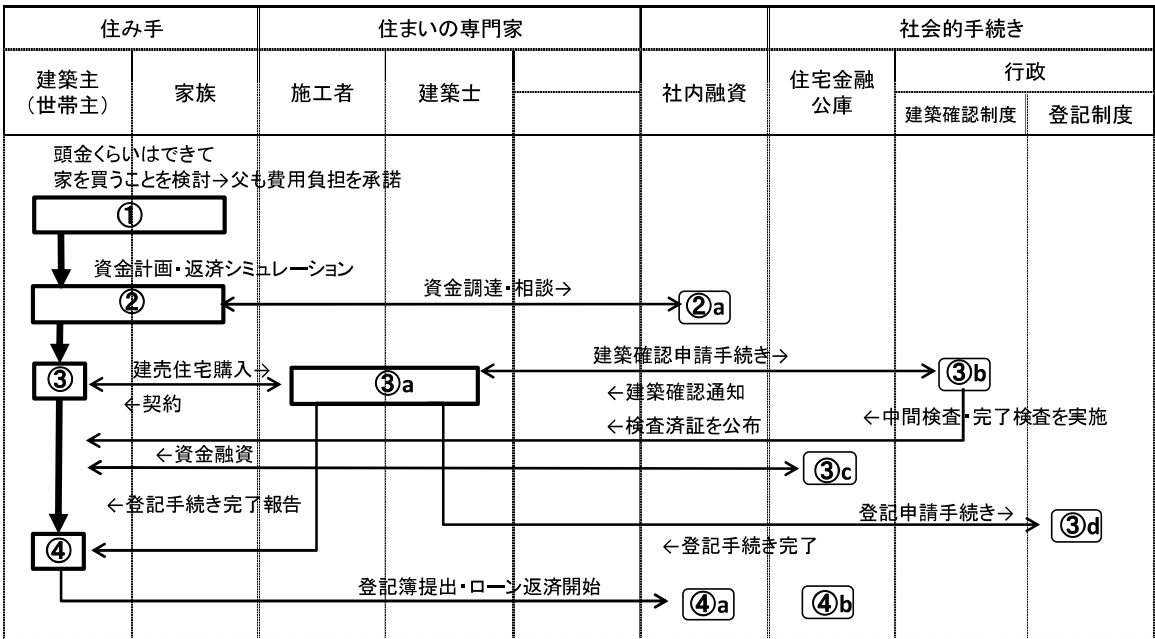 住み手
住まいの専門家
社会的手続き
建築主
（世帯主）
家族
施工者
建築士
社内融資
住宅金融
公庫
行政
建築確認制度
登記制度
頭金くらいはできて
家を買うことを検討→父も費用負担を承諾
①
資金計画・返済シミュレーション
②
資金調達・相談→
②a
建築確認申請手続き→
③
建売住宅購入→
③a
③b
←契約
←建築確認通知
←中間検査・完了検査を実施
←検査済証を公布
←資金融資
③c
←登記手続き完了報告
登記申請手続き→
③d
④
←登記手続き完了
登記簿提出・ローン返済開始
④a
④b